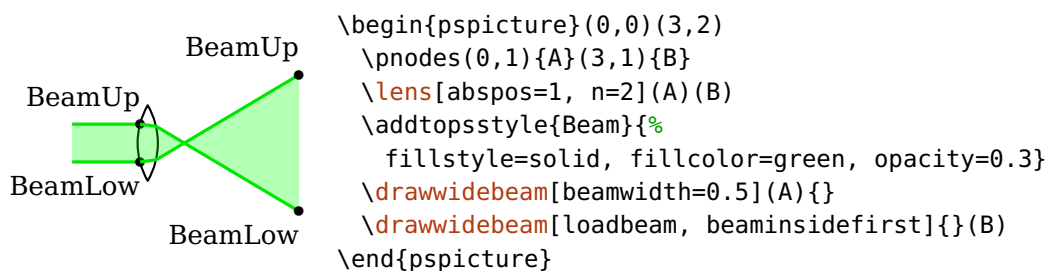 BeamUp
BeamUp
BeamLow
BeamLow
\begin{pspicture}(0,0)(3,2)
\pnodes(0,1){A}(3,1){B}
\lens[abspos=1, n=2](A)(B)
\addtopsstyle{Beam}{%
fillstyle=solid, fillcolor=green, opacity=0.3}
\drawwidebeam[beamwidth=0.5](A){}
\drawwidebeam[loadbeam, beaminsidefirst]{}(B)
\end{pspicture}